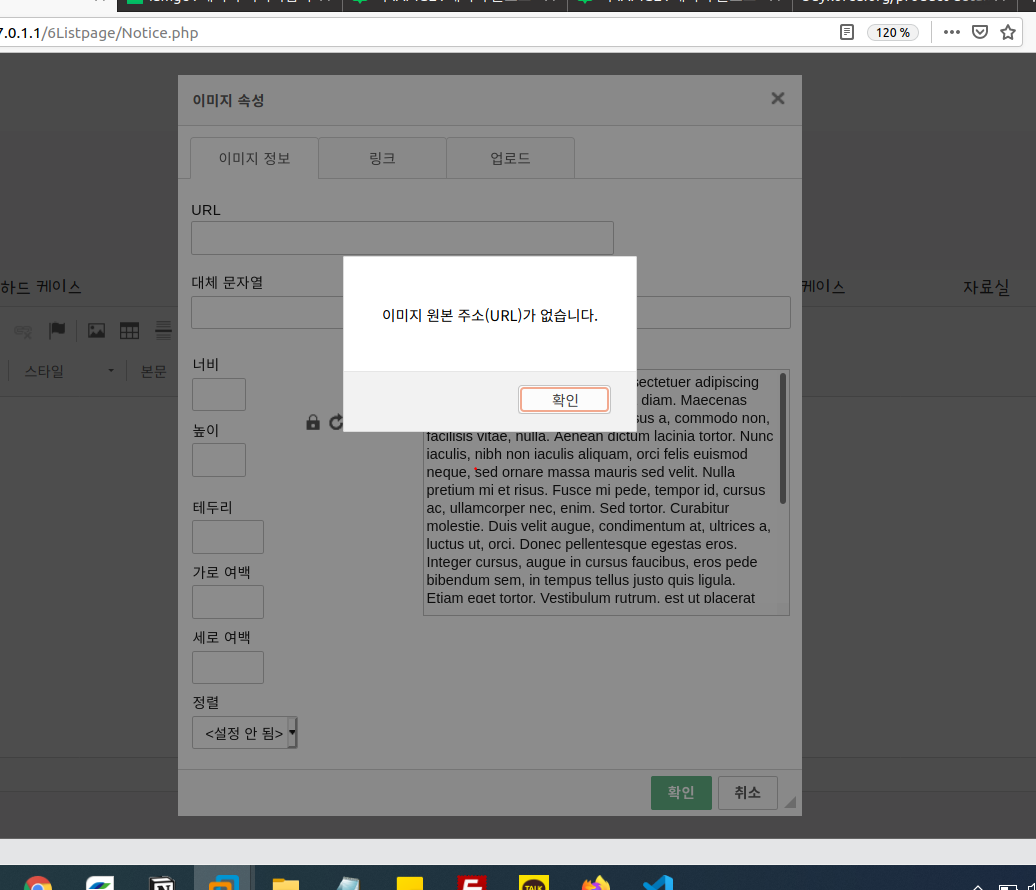 7.0.1.1/6Listpage/Notice.php
120 %
이미지 속성
이미지 정보
링크
업로드
URL
대체 문자열
하드 케이스
케이스
자료실
이미지 원본 주소(URL)가 없습니다.
확인
스타일
본문
너비
높이
테두리
가로 여백
세로 여백
정렬
<설정 안 됨>
sectetuer adipiscing
diam. Maecenas
sus a, commodo non,
facilisis vitae, nulla. Aenean dictum lacinia tortor. Nunc
iaculis, nibh non iaculis aliquam, orci felis euismod
neque, sed ornare massa mauris sed velit. Nulla
pretium mi et risus. Fusce mi pede, tempor id, cursus
ac, ullamcorper nec, enim. Sed tortor. Curabitur
molestie. Duis velit augue, condimentum at, ultrices a,
luctus ut, orci. Donec pellentesque egestas eros.
Integer cursus, augue in cursus faucibus, eros pede
bibendum sem, in tempus tellus justo quis ligula.
Etiam eget tortor. Vestibulum rutrum, est ut placerat
확인
취소
TALK